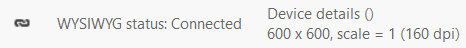 WYSIWYG status: Connected
Device details ()
600 x 600, scale = 1 (160 dpi)